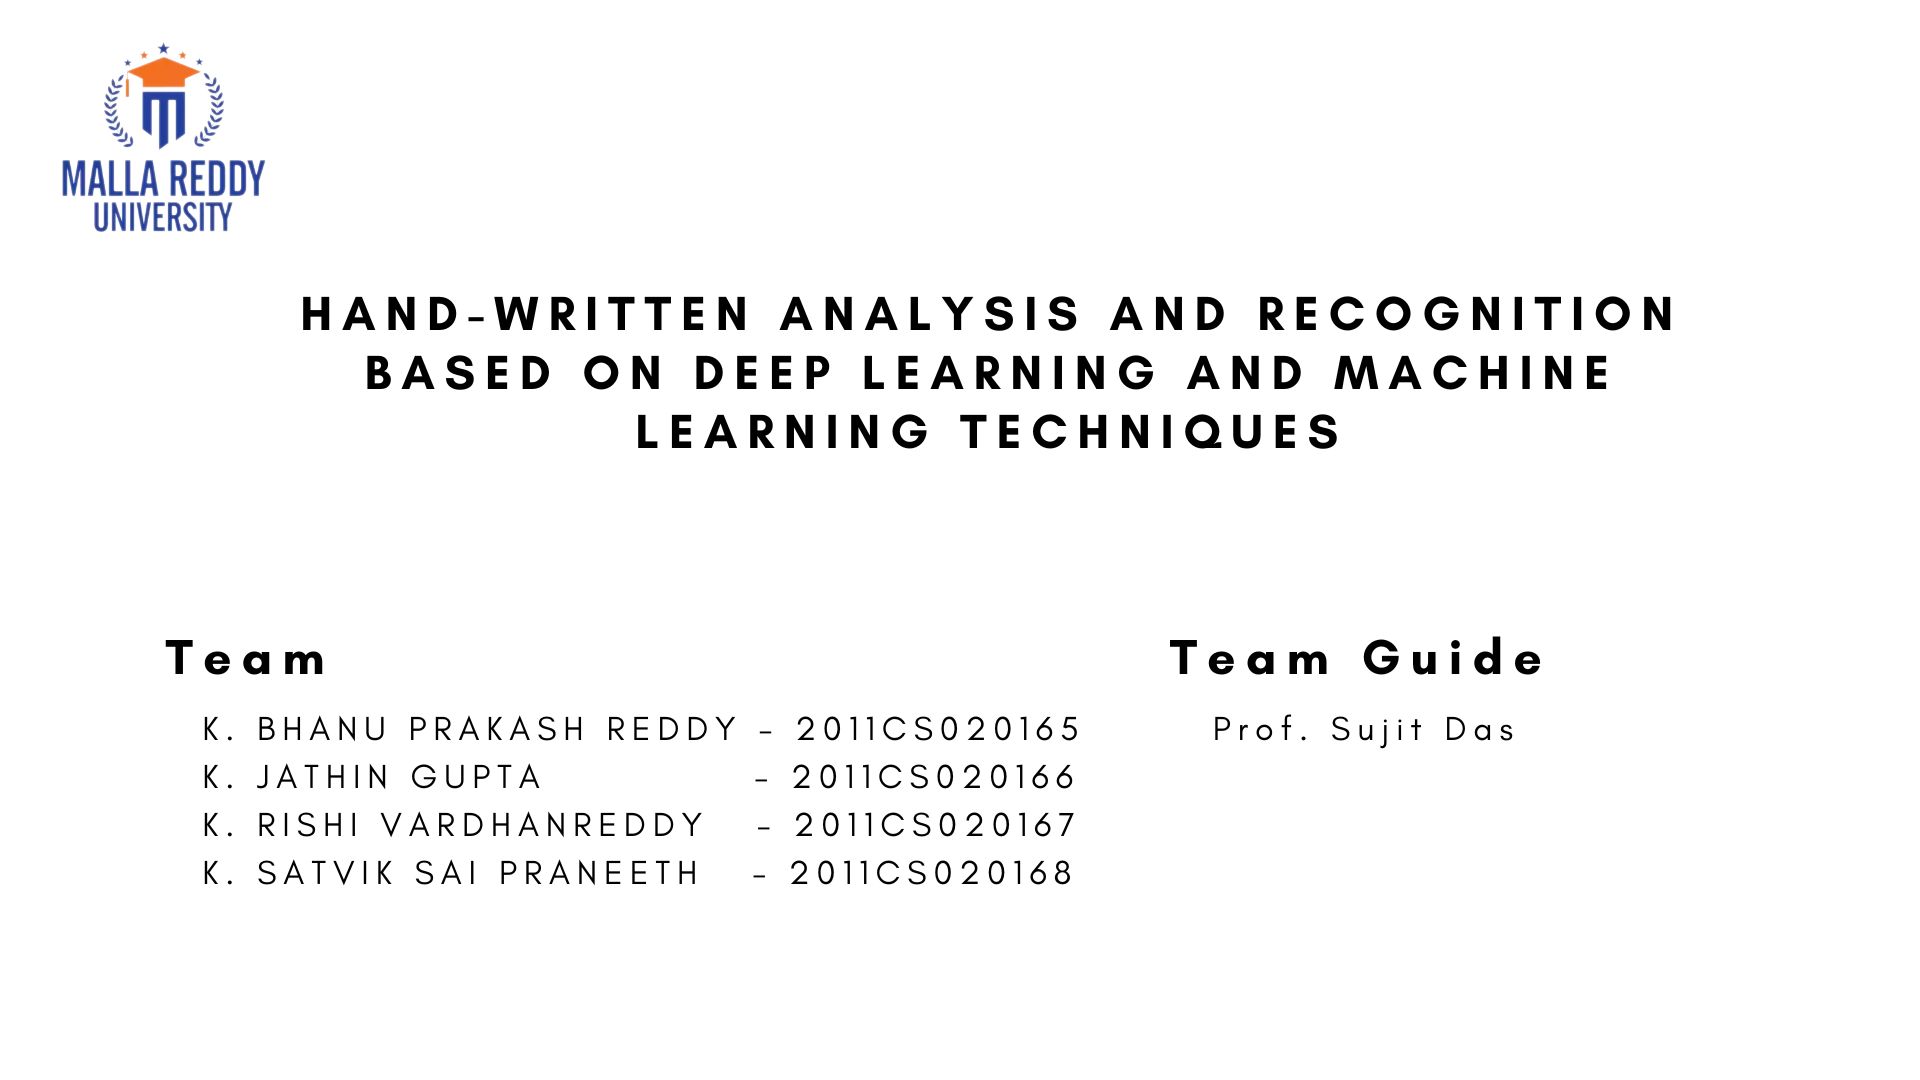 MALLA REDDY
UNIVERSITY
HAND-WRITTEN ANALYSIS AND RECOGNITION
BASED ON DEEP LEARNING AND MACHINE
LEARNING TECHNIQUES
Team
K. BHANU PRAKASH REDDY - 2011CS020165
K. JATHIN GUPTA - 2011CS020166
K. RISHI VARDHANREDDY - 2011CS020167
K. SATVIK SAI PRANEETH - 2011CS020168
Team Guide
Prof. Sujit Das